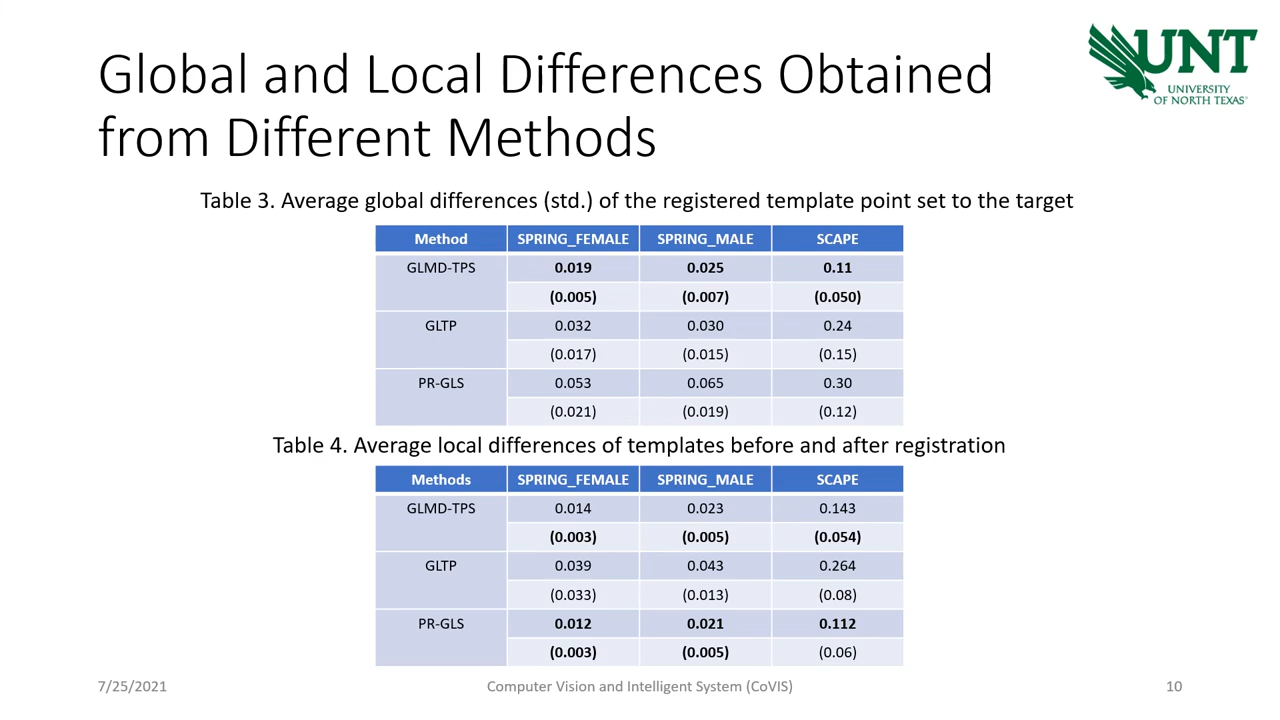 UNT
UNIVERSITY
OF NORTH TEXAS
Global and Local Differences Obtained
from Different Methods
Table 3. Average global differences (std.) of the registered template point set to the target
Method SPRING_FEMALE SPRING_MALE SCAPE
GLMD-TPS 0.019 0.025 0.11
(0.005) (0.007) (0.050)
GLTP 0.032 0.030 0.24
(0.017) (0.015) (0.15)
PR-GLS 0.053 0.065 0.30
(0.021) (0.019) (0.12)
Table 4. Average local differences of templates before and after registration
Methods SPRING_FEMALE SPRING_MALE SCAPE
GLMD-TPS 0.014 0.023 0.143
(0.003) (0.005) (0.054)
GLTP 0.039 0.043 0.264
(0.033) (0.013) (0.08)
PR-GLS 0.012 0.021 0.112
(0.003) (0.005) (0.06)
7/25/2021 Computer Vision and Intelligent System (CoVIS) 10